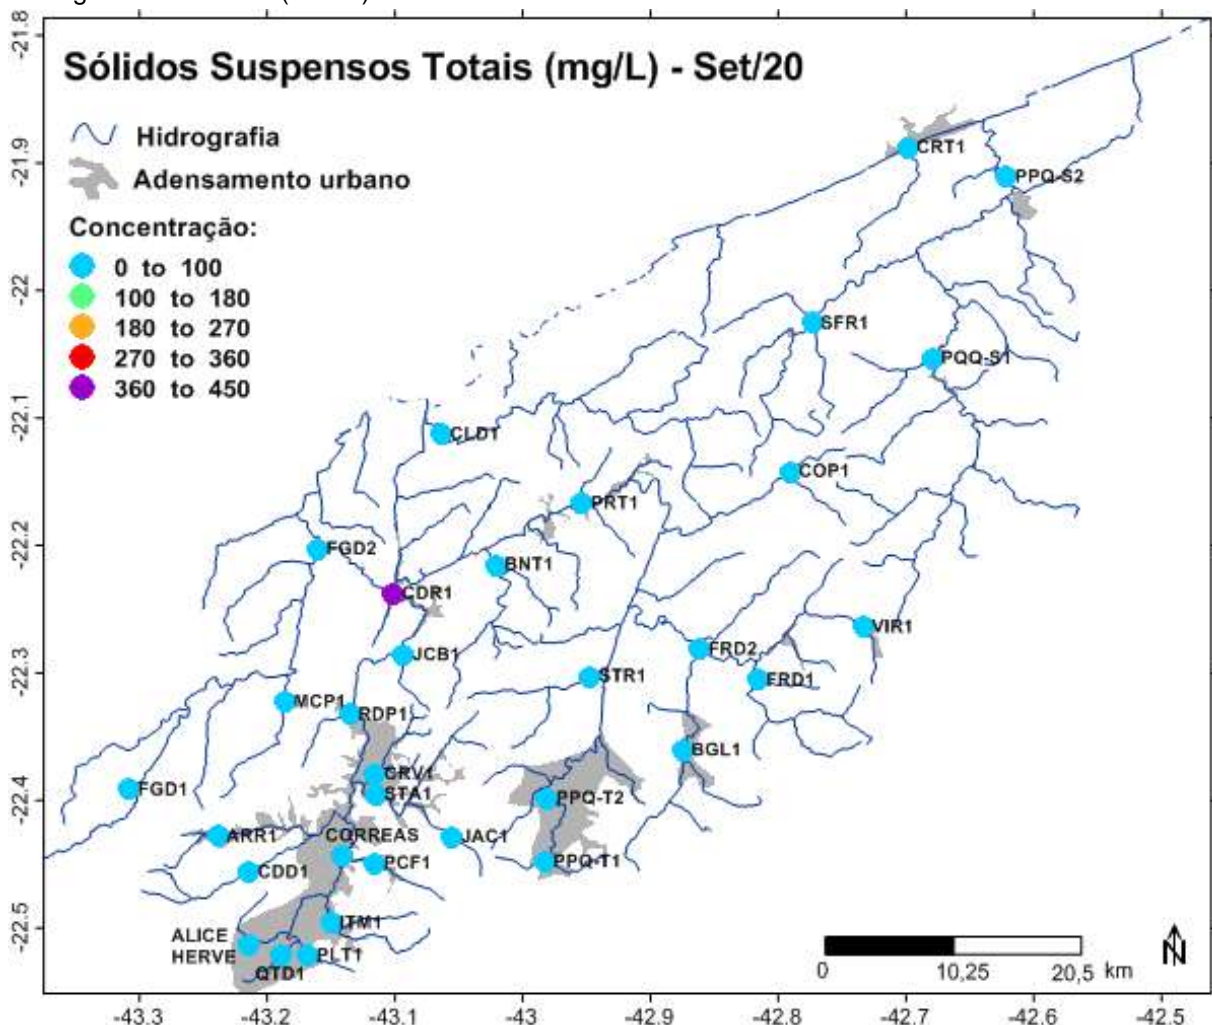 Sólidos Suspensos Totais (mg/L) - Set/20
Hidrografia
Adensamento urbano
Concentração:
0 to 100
100 to 180
180 to 270
270 to 360
360 to 450
CRT1
PPQ-S2
SFR1
PQQ-S1
CLD1
COP1
PRT1
FGD2
BNT1
CDR1
VIR1
JCB1
FRD2
STR1
FRD1
MCP1
RDP1
BGL1
CRV1
FGD1
STA1
PPQ-T2
ARR1
CORREAS
JAC1
CDD1
PCF1
PPQ-T1
ITM1
ALICE
HERVE
PLT1
QTD1
N
0
10,25
20,5 km
-21.8
-21.9
-22
-22.1
-22.2
-22.3
-22.4
-22.5
-43.3
-43.2
-43.1
-43
-42.9
-42.8
-42.7
-42.6
-42.5